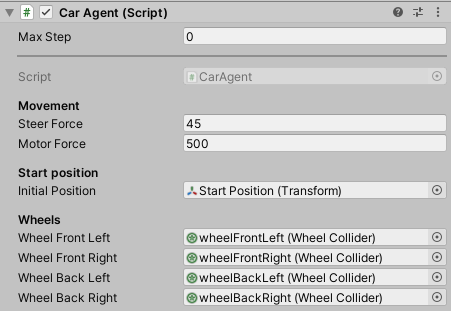 Car Agent (Script)
Max Step 0
Script CarAgent
Movement
Steer Force 45
Motor Force 500
Start position
Initial Position Start Position (Transform)
Wheels
Wheel Front Left wheelFrontLeft (Wheel Collider)
Wheel Front Right wheelFrontRight (Wheel Collider)
Wheel Back Left wheelBackLeft (Wheel Collider)
Wheel Back Right wheelBackRight (Wheel Collider)